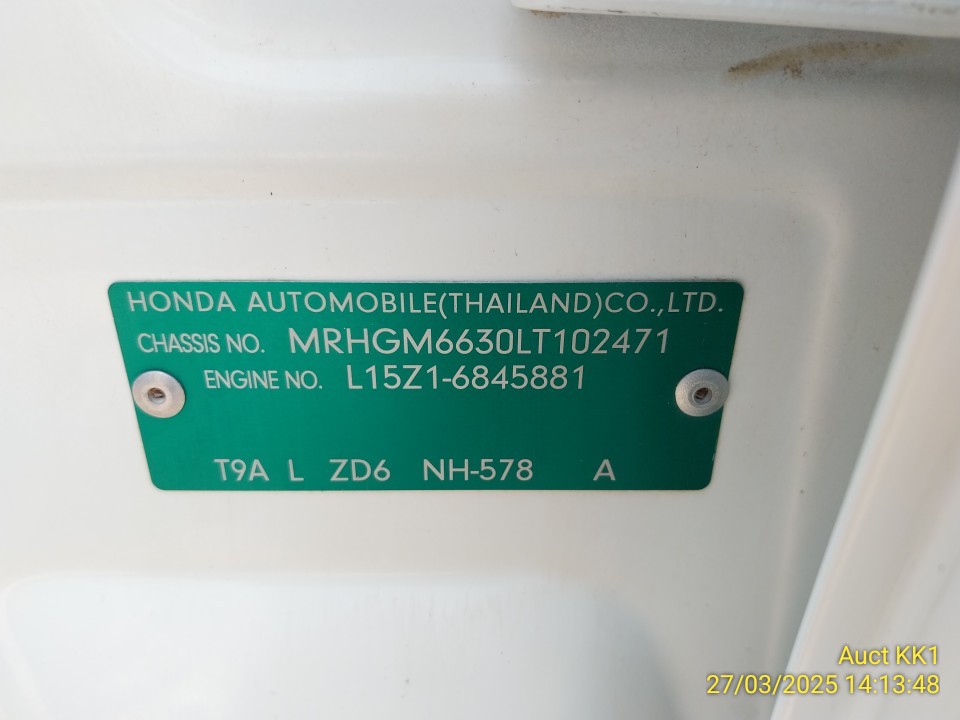 HONDA AUTOMOBILE(THAILAND)CO.,LTD.
CHASSIS NO. MRHGM6630LT102471
ENGINE NO. L15Z1-6845881
T9A L ZD6 NH-578 A
Auct KK1
27/03/2025 14:13:48